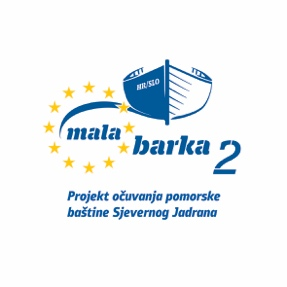 HR/SLO
mala
barka 2
Projekt očuvanja pomorske
baštine Sjevernog Jadrana